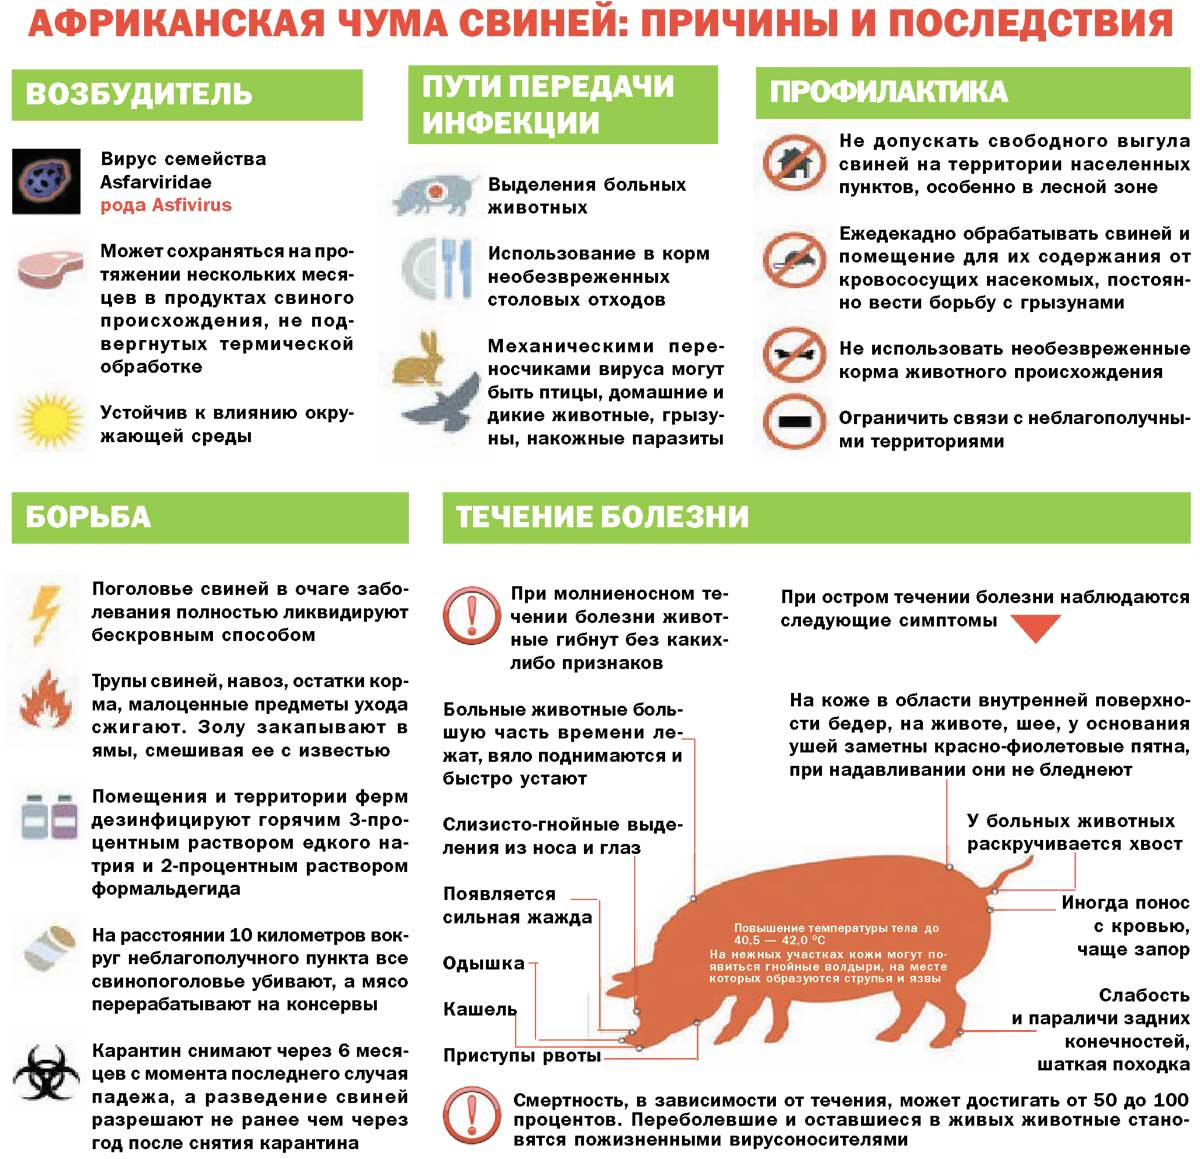 АФРИКАНСКАЯ ЧУМА СВИНЕЙ: ПРИЧИНЫ И ПОСЛЕДСТВИЯ
ВОЗБУДИТЕЛЬ
Вирус семейства
Asfarviridae
рода Asfivirus
Может сохраняться на про-
тяжении нескольких меся-
цев в продуктах свиного
происхождения, не под-
вергнутых термической
обработке
Устойчив к влиянию окру-
жающей среды
ПУТИ ПЕРЕДАЧИ
ИНФЕКЦИИ
Выделения больных
животных
Использование в корм
необезвреженных
столовых отходов
Механическими пере-
носчиками вируса могут
быть птицы, домашние и
дикие животные, грызу-
ны, накожные паразиты
ПРОФИЛАКТИКА
Не допускать свободного выгула
свиней на территории населенных
пунктов, особенно в лесной зоне
Ежедекадно обрабатывать свиней и
помещение для их содержания от
кровососущих насекомых, постоян-
но вести борьбу с грызунами
Не использовать необезвреженные
корма животного происхождения
Ограничить связи с неблагополучны-
ми территориями
БОРЬБА
Поголовье свиней в очаге забо-
левания полностью ликвидируют
бескровным способом
Трупы свиней, навоз, остатки кор-
ма, малоценные предметы ухода
сжигают. Золу закапывают в
ямы, смешивая ее с известью
Помещения и территории ферм
дезинфицируют горячим 3-про-
центным раствором едкого на-
трия и 2-процентным раствором
формальдегида
На расстоянии 10 километров вок-
руг неблагополучного пункта все
свинопоголовье убивают, а мясо
перерабатывают на консервы
Карантин снимают через 6 меся-
цев с момента последнего случая
падежа, а разведение свиней
разрешают не ранее чем через
год после снятия карантина
ТЕЧЕНИЕ БОЛЕЗНИ
При молниеносном те-
чении болезни живот-
ные гибнут без каких-
либо признаков
При остром течении болезни наблюдаются
следующие симптомы
Больные животные боль-
шую часть времени ле-
жат, вяло поднимаются и
быстро устают
Слизисто-гнойные выде-
ления из носа и глаз
Появляется
сильная жажда
Одышка
Кашель
Приступы рвоты
На коже в области внутренней поверхно-
сти бедер, на животе, шее, у основания
ушей заметны красно-фиолетовые пятна,
при надавливании они не бледнеют
У больных животных
раскручивается хвост
Иногда понос
с кровью,
чаще запор
Слабость
и параличи задних
конечностей,
шаткая походка
Повышение температуры тела до
40,5 — 42,0 ºС
На нежных участках кожи могут по-
явиться гнойные волдыри, на месте
которых образуются струпья и язвы
Смертность, в зависимости от течения, может достигать от 50 до 100
процентов. Переболевшие и оставшиеся в живых животные стано-
вятся пожизненными вирусоносителями